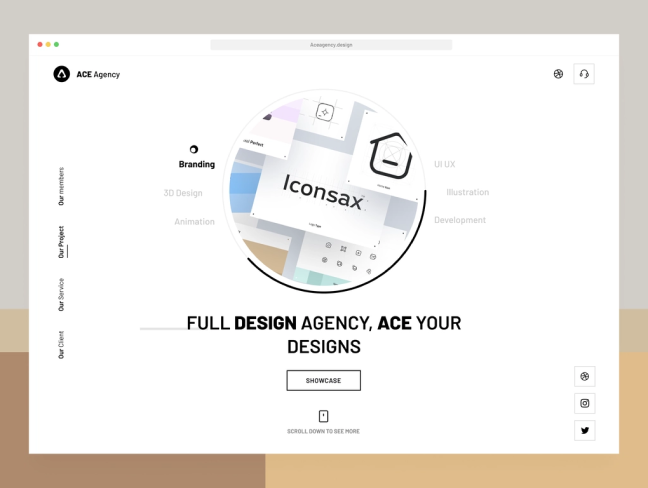 Aceagency.design
ACE Agency
Branding
3D Design
Animation
UI UX
Illustration
Development
Iconsax
Our members
Our Project
Our Service
Our Client
FULL DESIGN AGENCY, ACE YOUR
DESIGNS
SHOWCASE
SCROLL DOWN TO SEE MORE